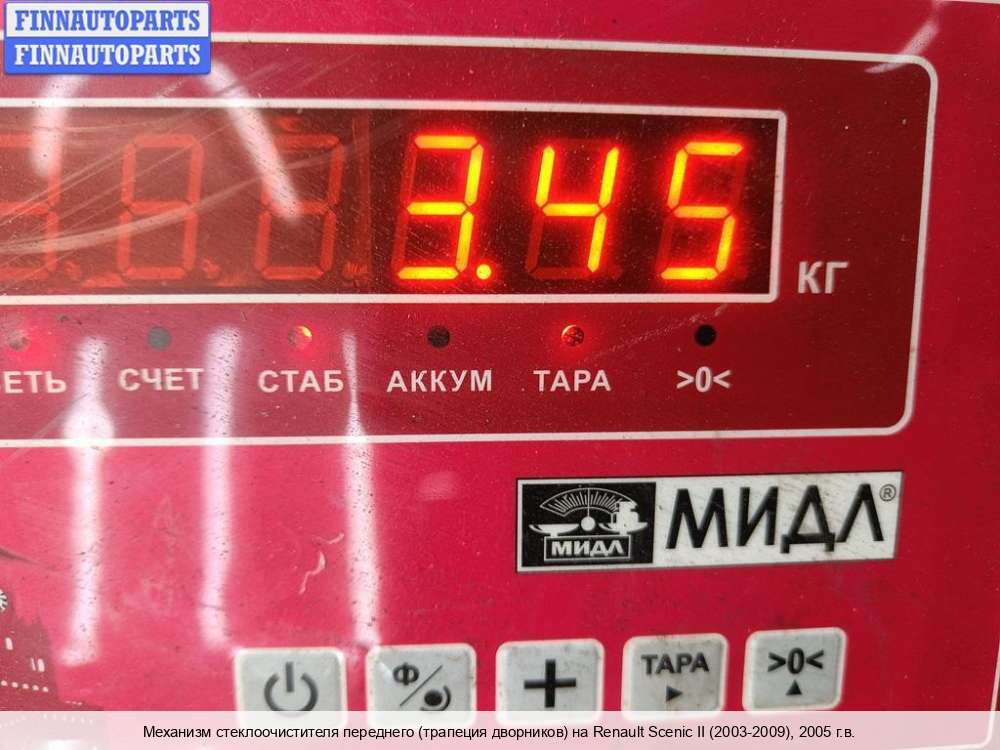 FINNAUTOPARTS
FINNAUTOPARTS
3.45
КГ
СЧЕТ СТАБ АККУМ ТАРА >0<
МИДЛ МИДЛ®
Ф + ТАРА >0<
Механизм стеклоочистителя переднего (трапеция дворников) на Renault Scenic II (2003-2009), 2005 г.в.